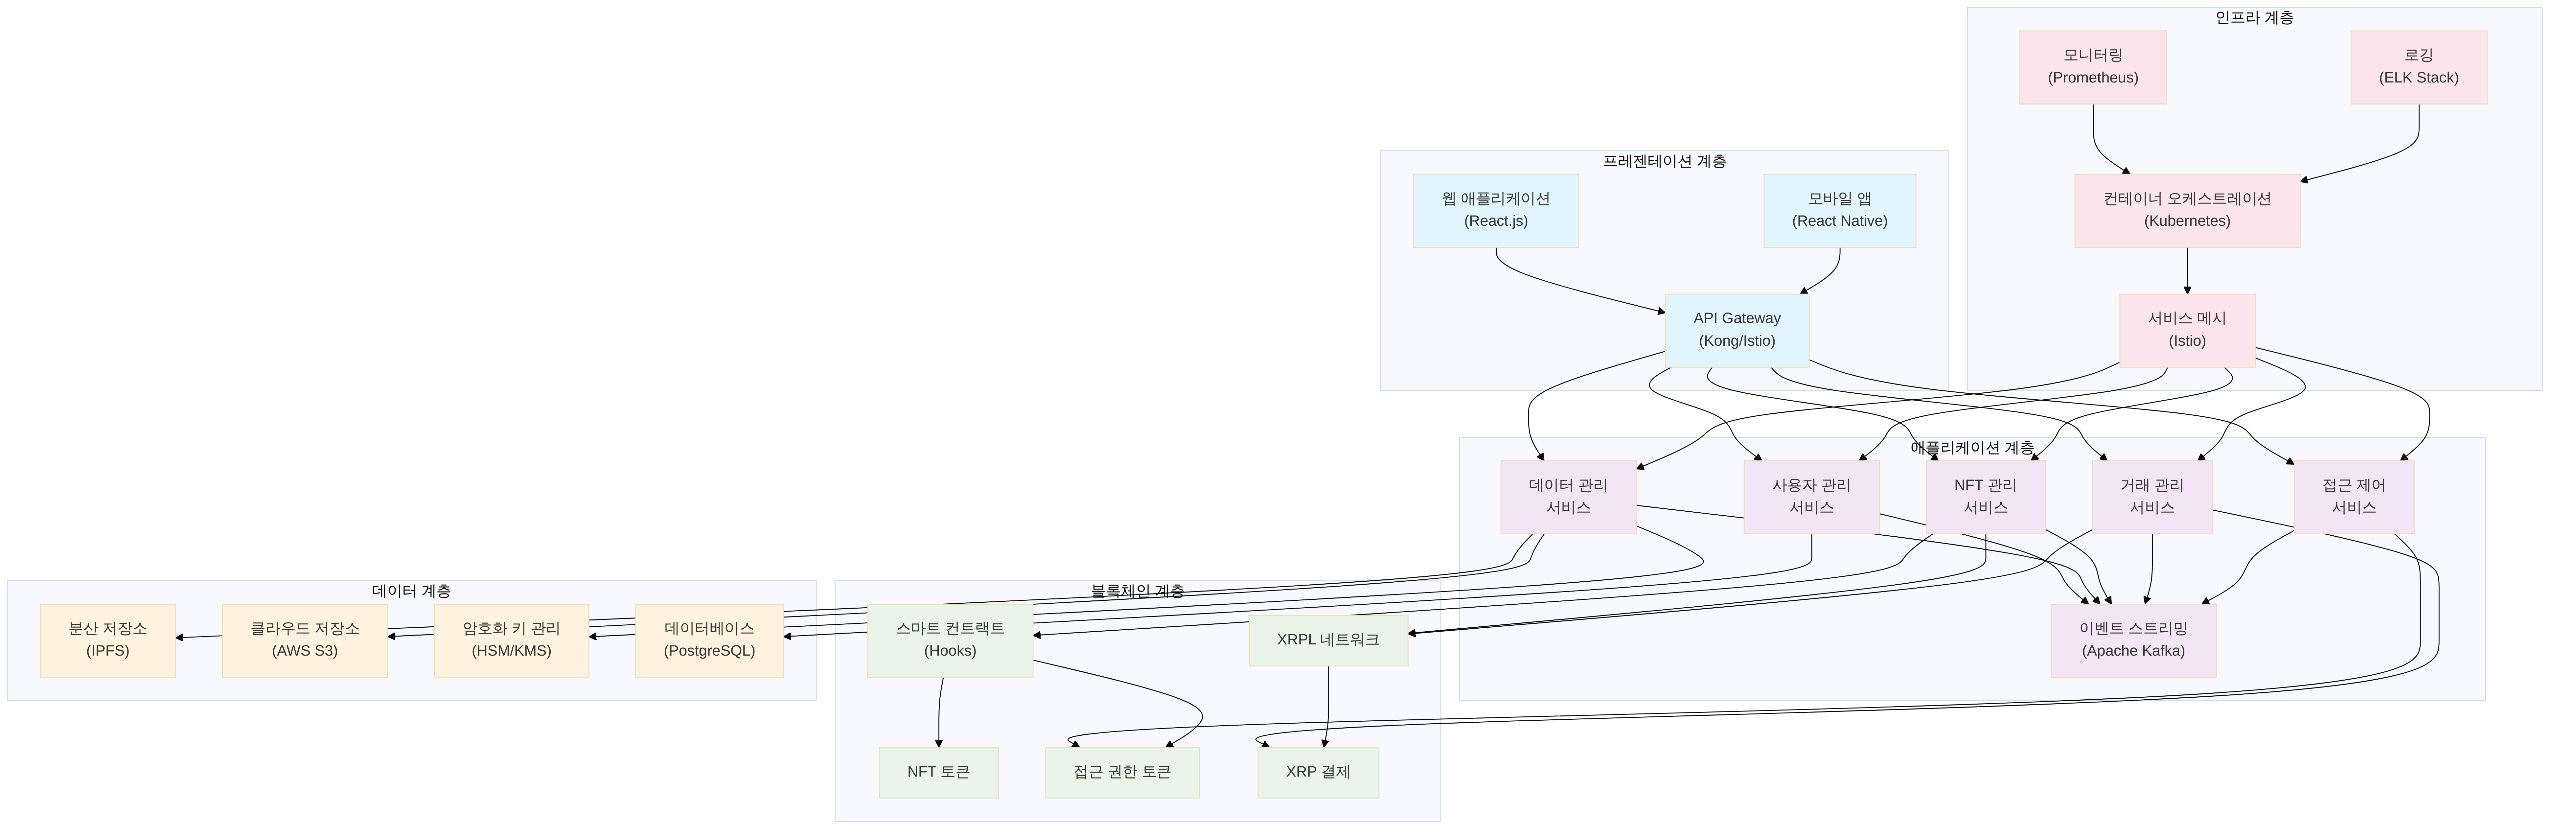 인프라 계층
모니터링
(Prometheus)
로깅
(ELK Stack)
프레젠테이션 계층
웹 애플리케이션
(React.js)
모바일 앱
(React Native)
컨테이너 오케스트레이션
(Kubernetes)
API Gateway
(Kong/Istio)
서비스 메시
(Istio)
애플리케이션 계층
데이터 관리
서비스
사용자 관리
서비스
NFT 관리
서비스
거래 관리
서비스
접근 제어
서비스
데이터 계층
분산 저장소
(IPFS)
클라우드 저장소
(AWS S3)
암호화 키 관리
(HSM/KMS)
데이터베이스
(PostgreSQL)
블록체인 계층
스마트 컨트랙트
(Hooks)
XRPL 네트워크
이벤트 스트리밍
(Apache Kafka)
NFT 토큰
접근 권한 토큰
XRP 결제